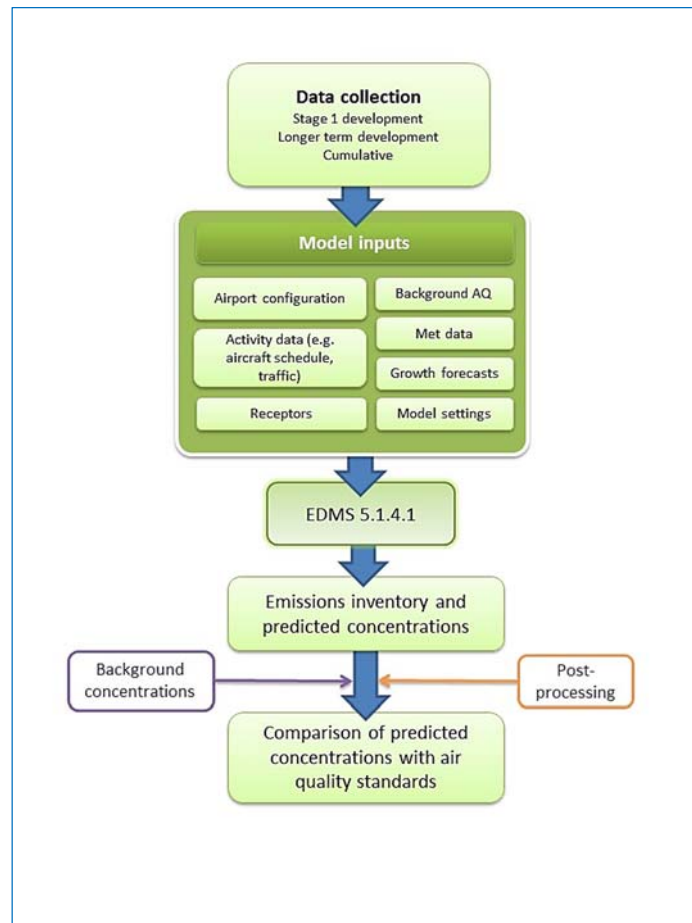 Data collection
Stage 1 development
Longer term development
Cumulative
Model inputs
Airport configuration
Activity data (e.g.
aircraft schedule,
traffic)
Receptors
Background AQ
Met data
Growth forecasts
Model settings
EDMS 5.1.4.1
Emissions inventory and
predicted concentrations
Background
concentrations
Post-
processing
Comparison of predicted
concentrations with air
quality standards